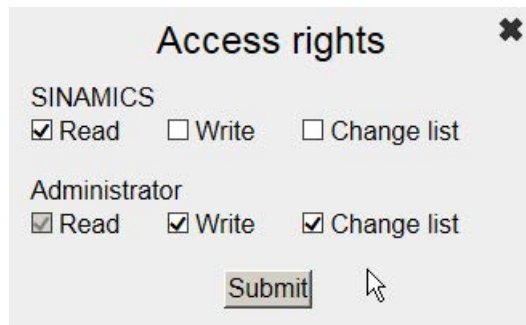 Access rights
SINAMICS
Read Write Change list
Administrator
Read Write Change list
Submit